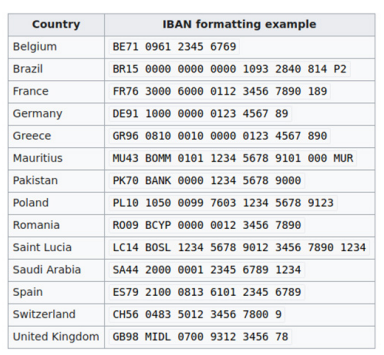 Country IBAN formatting example
Belgium BE71 0961 2345 6769
Brazil BR15 0000 0000 0000 1093 2840 814 P2
France FR76 3000 6000 0112 3456 7890 189
Germany DE91 1000 0000 0123 4567 89
Greece GR96 0810 0010 0000 0123 4567 890
Mauritius MU43 BOMM 0101 1234 5678 9101 000 MUR
Pakistan PK70 BANK 0000 1234 5678 9000
Poland PL10 1050 0099 7603 1234 5678 9123
Romania RO09 BCYP 0000 0012 3456 7890
Saint Lucia LC14 BOSL 1234 5678 9012 3456 7890 1234
Saudi Arabia SA44 2000 0001 2345 6789 1234
Spain ES79 2100 0813 6101 2345 6789
Switzerland CH56 0483 5012 3456 7800 9
United Kingdom GB98 MIDL 0700 9312 3456 78